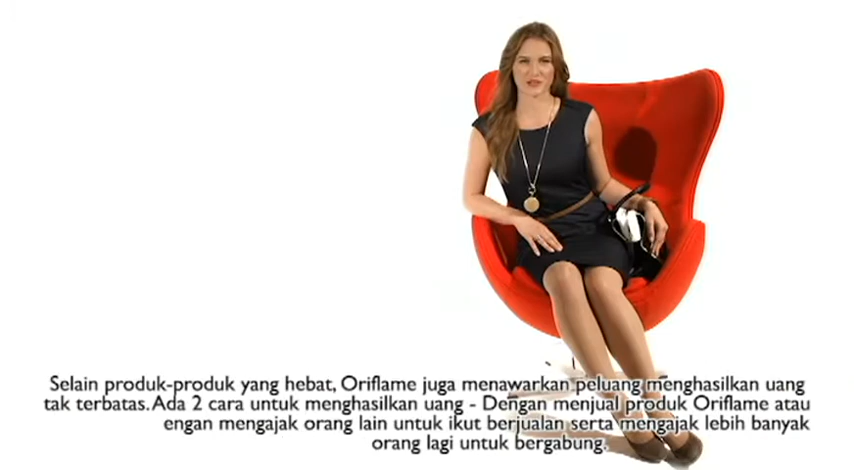 Selain produk-produk yang hebat, Oriflame juga menawarkan peluang menghasilkan uang
tak terbatas. Ada 2 cara untuk menghasilkan uang - Dengan menjual produk Oriflame atau
engan mengajak orang lain untuk ikut berjualan serta mengajak lebih banyak
orang lagi untuk bergabung.